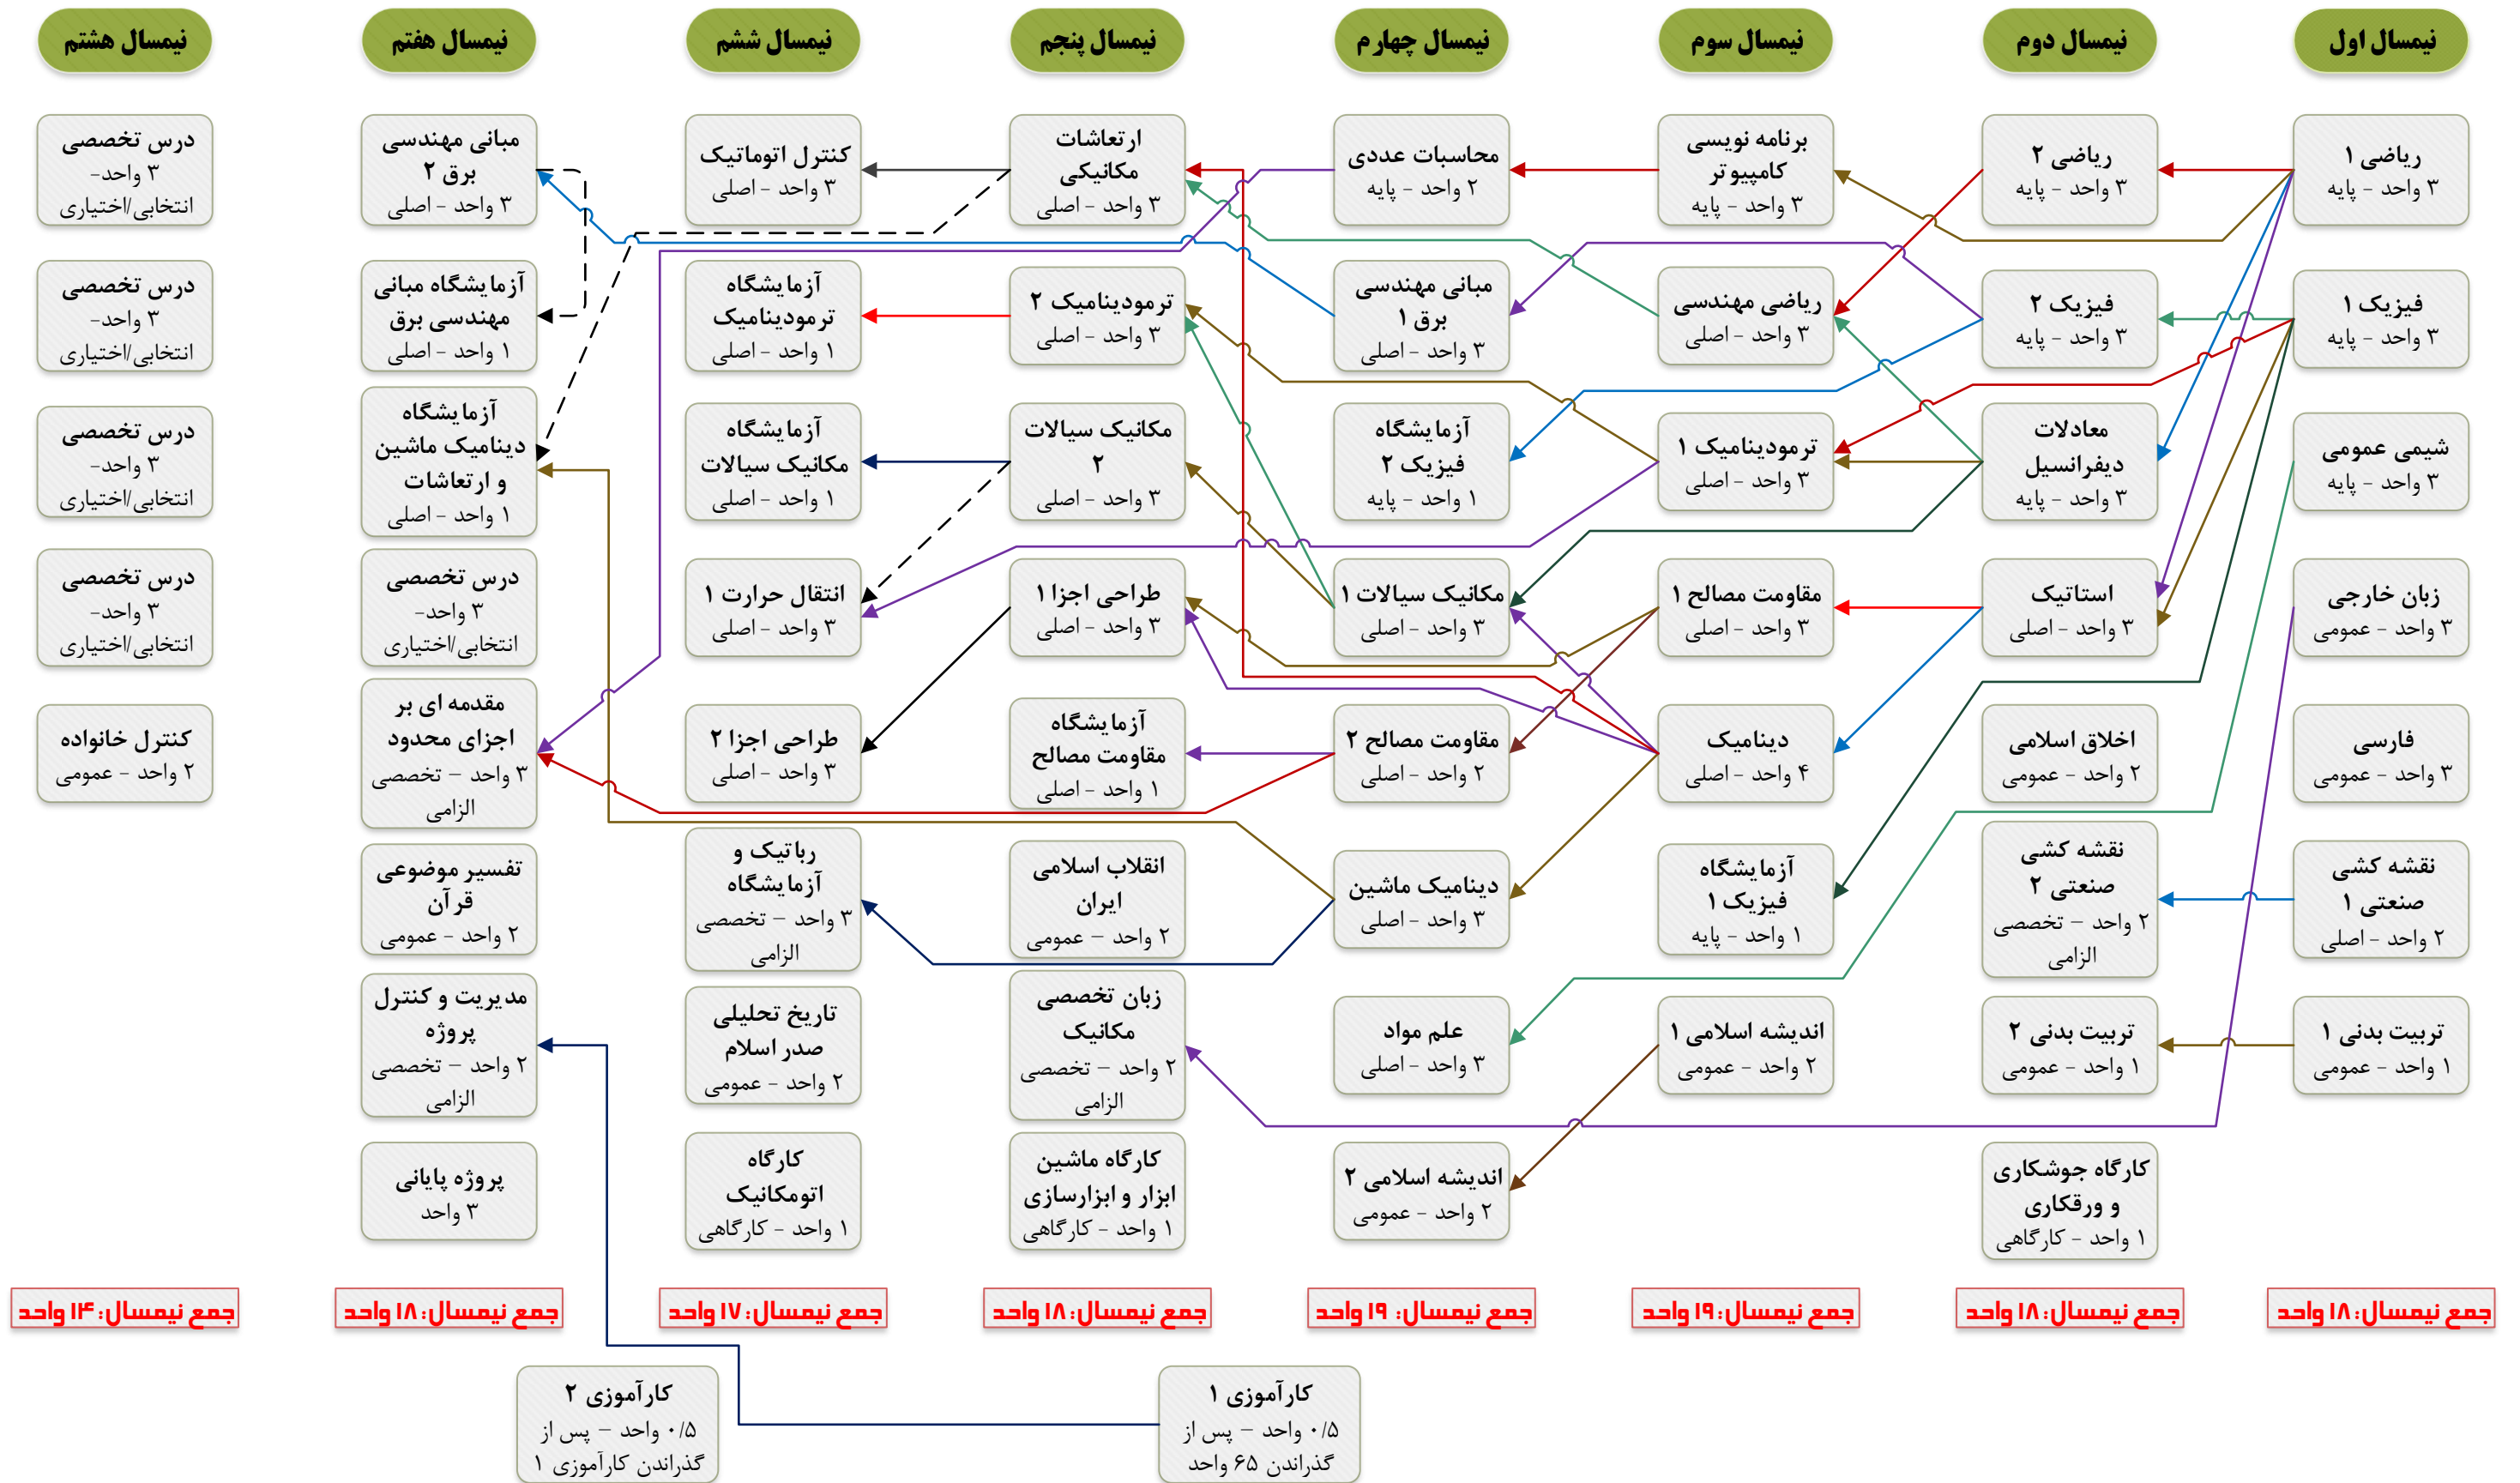 نیمسال اول
ریاضی ۱
۳ واحد - پایه
فیزیک ۱
۳ واحد - پایه
شیمی عمومی
۳ واحد - پایه
زبان خارجی
۳ واحد - عمومی
فارسی
۳ واحد - عمومی
نقشه کشی
صنعتی ۱
۲ واحد - اصلی
تربیت بدنی ۱
۱ واحد - عمومی
جمع نیمسال: ۱۸ واحد
نیمسال دوم
ریاضی ۲
۳ واحد - پایه
فیزیک ۲
۳ واحد - پایه
معادلات
دیفرانسیل
۳ واحد - پایه
استاتیک
۳ واحد - اصلی
اخلاق اسلامی
۲ واحد - عمومی
نقشه کشی
صنعتی ۲
۲ واحد – تخصصی
الزامی
تربیت بدنی ۲
۱ واحد - عمومی
کارگاه جوشکاری
و ورقکاری
۱ واحد - کارگاهی
جمع نیمسال: ۱۸ واحد
نیمسال سوم
برنامه نویسی
کامپیوتر
۳ واحد - پایه
ریاضی مهندسی
۳ واحد - اصلی
ترمودینامیک ۱
۳ واحد - اصلی
مقاومت مصالح ۱
۳ واحد - اصلی
دینامیک
۴ واحد - اصلی
آزمایشگاه
فیزیک ۱
۱ واحد - پایه
اندیشه اسلامی ۱
۲ واحد - عمومی
جمع نیمسال: ۱۹ واحد
نیمسال چهارم
محاسبات عددی
۲ واحد - پایه
مبانی مهندسی
برق ۱
۳ واحد - اصلی
آزمایشگاه
فیزیک ۲
۱ واحد - پایه
مکانیک سیالات ۱
۳ واحد - اصلی
مقاومت مصالح ۲
۲ واحد - اصلی
دینامیک ماشین
۳ واحد - اصلی
علم مواد
۳ واحد - اصلی
اندیشه اسلامی ۲
۲ واحد - عمومی
جمع نیمسال: ۱۹ واحد
نیمسال پنجم
ارتعاشات
مکانیکی
۳ واحد - اصلی
ترمودینامیک ۲
۳ واحد - اصلی
مکانیک سیالات
۲
۳ واحد - اصلی
طراحی اجزا ۱
۳ واحد - اصلی
آزمایشگاه
مقاومت مصالح
۱ واحد - اصلی
انقلاب اسلامی
ایران
۲ واحد – عمومی
زبان تخصصی
مکانیک
۲ واحد – تخصصی
الزامی
کارگاه ماشین
ابزار و ابزارسازی
۱ واحد - کارگاهی
جمع نیمسال: ۱۸ واحد
نیمسال ششم
کنترل اتوماتیک
۳ واحد - اصلی
آزمایشگاه
ترمودینامیک
۱ واحد - اصلی
آزمایشگاه
مکانیک سیالات
۱ واحد - اصلی
انتقال حرارت ۱
۳ واحد - اصلی
طراحی اجزا ۲
۳ واحد - اصلی
رباتیک و
آزمایشگاه
۳ واحد – تخصصی
الزامی
تاریخ تحلیلی
صدر اسلام
۲ واحد - عمومی
کارگاه
اتومکانیک
۱ واحد - کارگاهی
جمع نیمسال: ۱۷ واحد
نیمسال هفتم
مبانی مهندسی
برق ۲
۳ واحد - اصلی
آزمایشگاه مبانی
مهندسی برق
۱ واحد - اصلی
آزمایشگاه
دینامیک ماشین
و ارتعاشات
۱ واحد - اصلی
درس تخصصی
۳ واحد-
انتخابی/اختیاری
مقدمه ای بر
اجزای محدود
۳ واحد – تخصصی
الزامی
تفسیر موضوعی
قرآن
۲ واحد - عمومی
مدیریت و کنترل
پروژه
۲ واحد – تخصصی
الزامی
پروژه پایانی
۳ واحد
جمع نیمسال: ۱۸ واحد
نیمسال هشتم
درس تخصصی
۳ واحد-
انتخابی/اختیاری
درس تخصصی
۳ واحد-
انتخابی/اختیاری
درس تخصصی
۳ واحد-
انتخابی/اختیاری
درس تخصصی
۳ واحد-
انتخابی/اختیاری
کنترل خانواده
۲ واحد - عمومی
جمع نیمسال: ۱۴ واحد
کارآموزی ۱
۰/۵ واحد – پس از
گذراندن ۶۵ واحد
کارآموزی ۲
۰/۵ واحد – پس از
گذراندن کارآموزی ۱